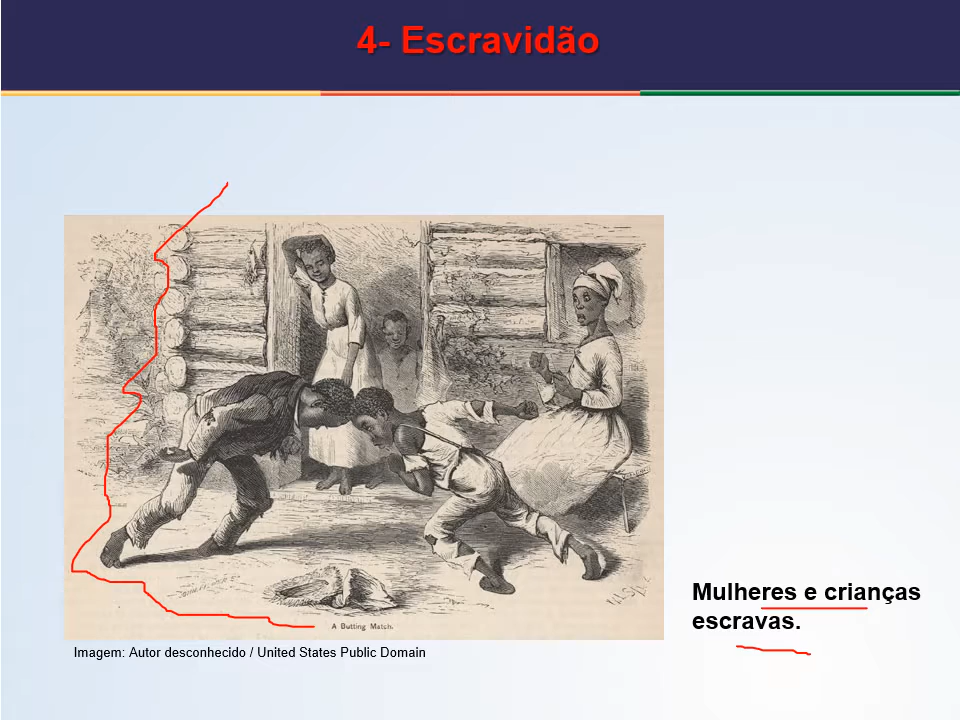 4- Escravidão
A Butting Match.
Mulheres e crianças
escravas.
Imagem: Autor desconhecido / United States Public Domain